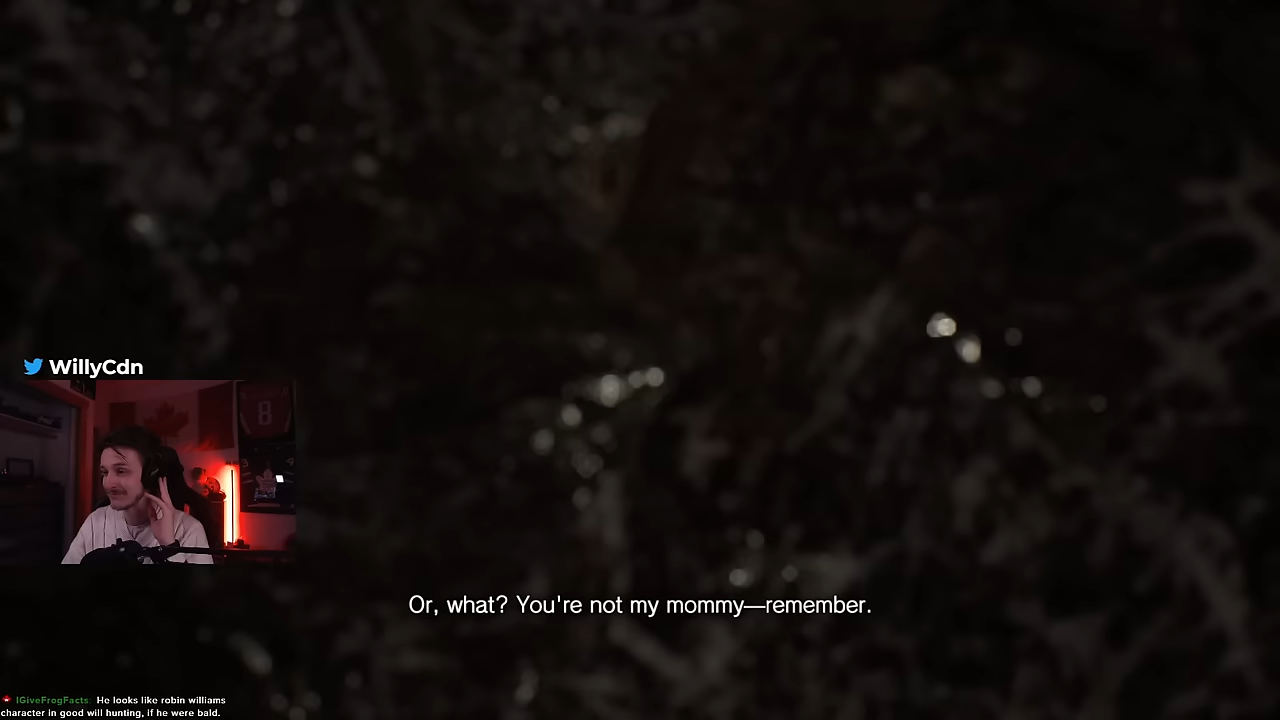 WillyCdn
8
Or, what? You're not my mommy—remember.
IGiveFrogFacts: He looks like robin williams
character in good will hunting, if he were bald.